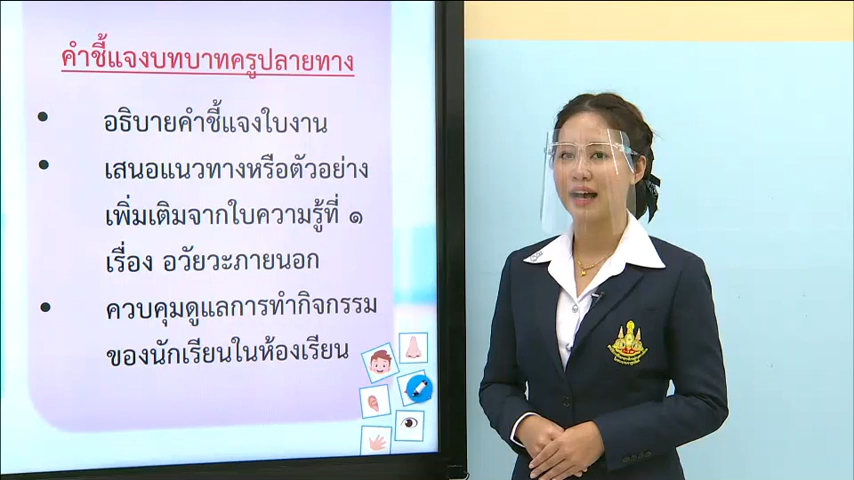 คำชี้แจงบทบาทครูปลายทาง
• อธิบายคำชี้แจงใบงาน
• เสนอแนวทางหรือตัวอย่าง
เพิ่มเติมจากใบความรู้ที่ ๑
เรื่อง อวัยวะภายนอก
• ควบคุมดูแลการทำกิจกรรม
ของนักเรียนในห้องเรียน